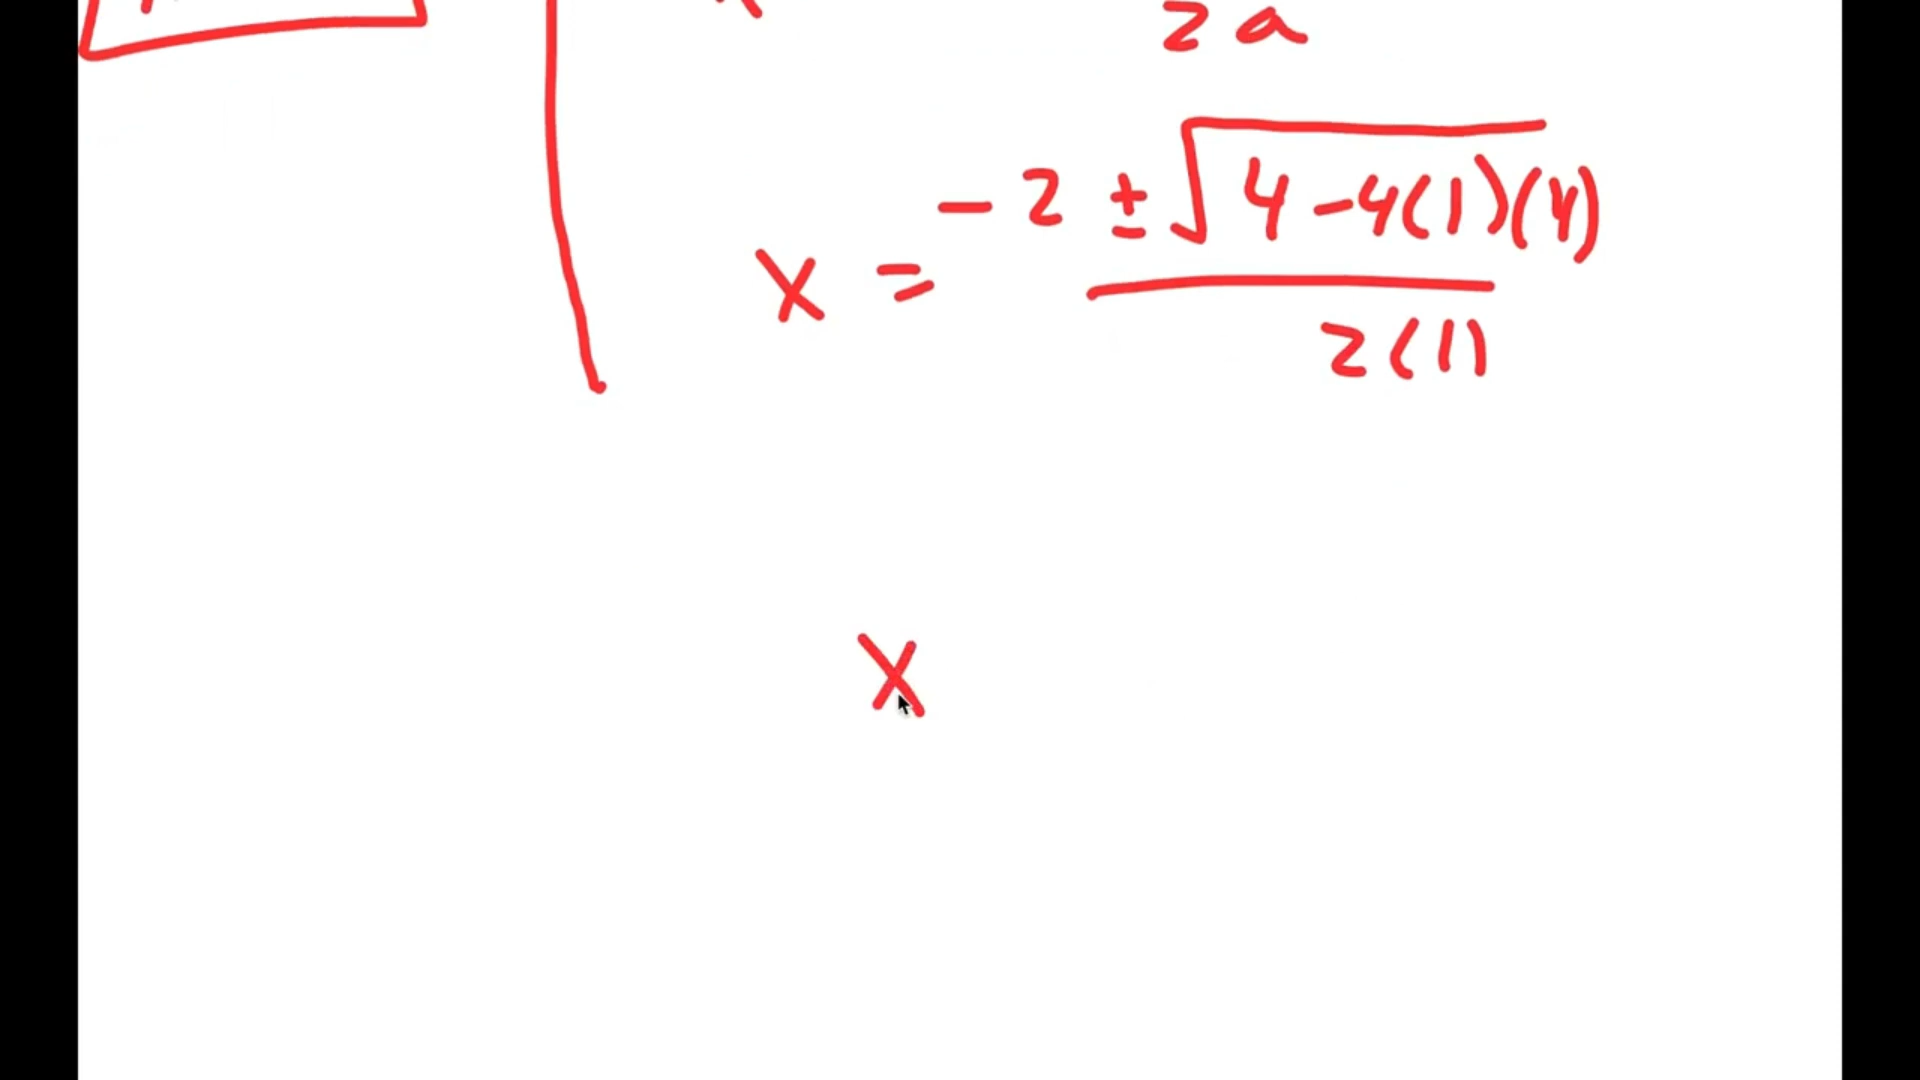 2a
x = -2 ± √4-4(1)(4)
2(1)
x